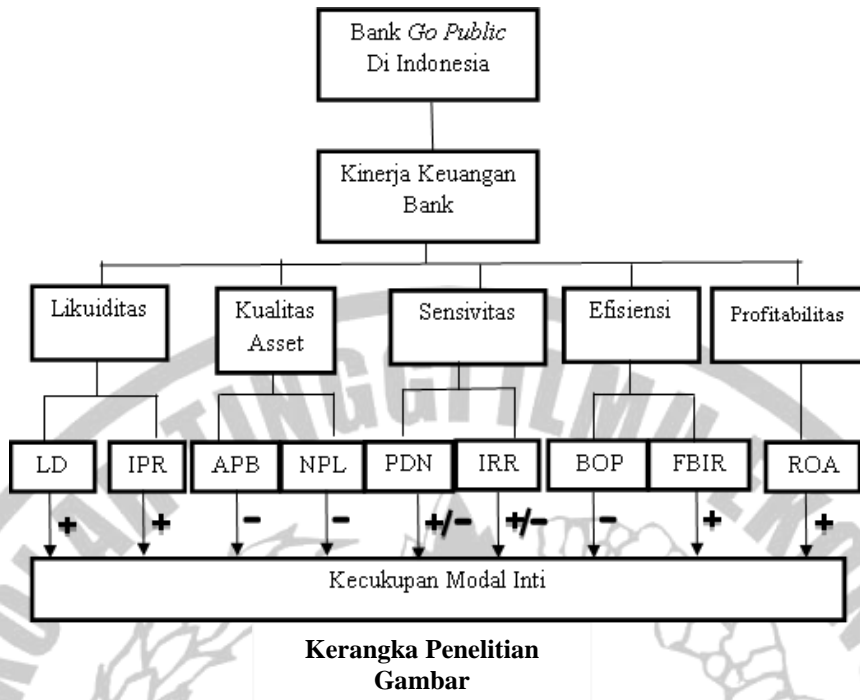 Bank Go Public
Di Indonesia
Kinerja Keuangan
Bank
Likuiditas
Kualitas
Asset
Sensivitas
Efisiensi
Profitabilitas
LD
IPR
APB
NPL
PDN
IRR
BOP
FBIR
ROA
+
+
-
-
+/-
+/-
-
+
+
Kecukupan Modal Inti
Kerangka Penelitian
Gambar